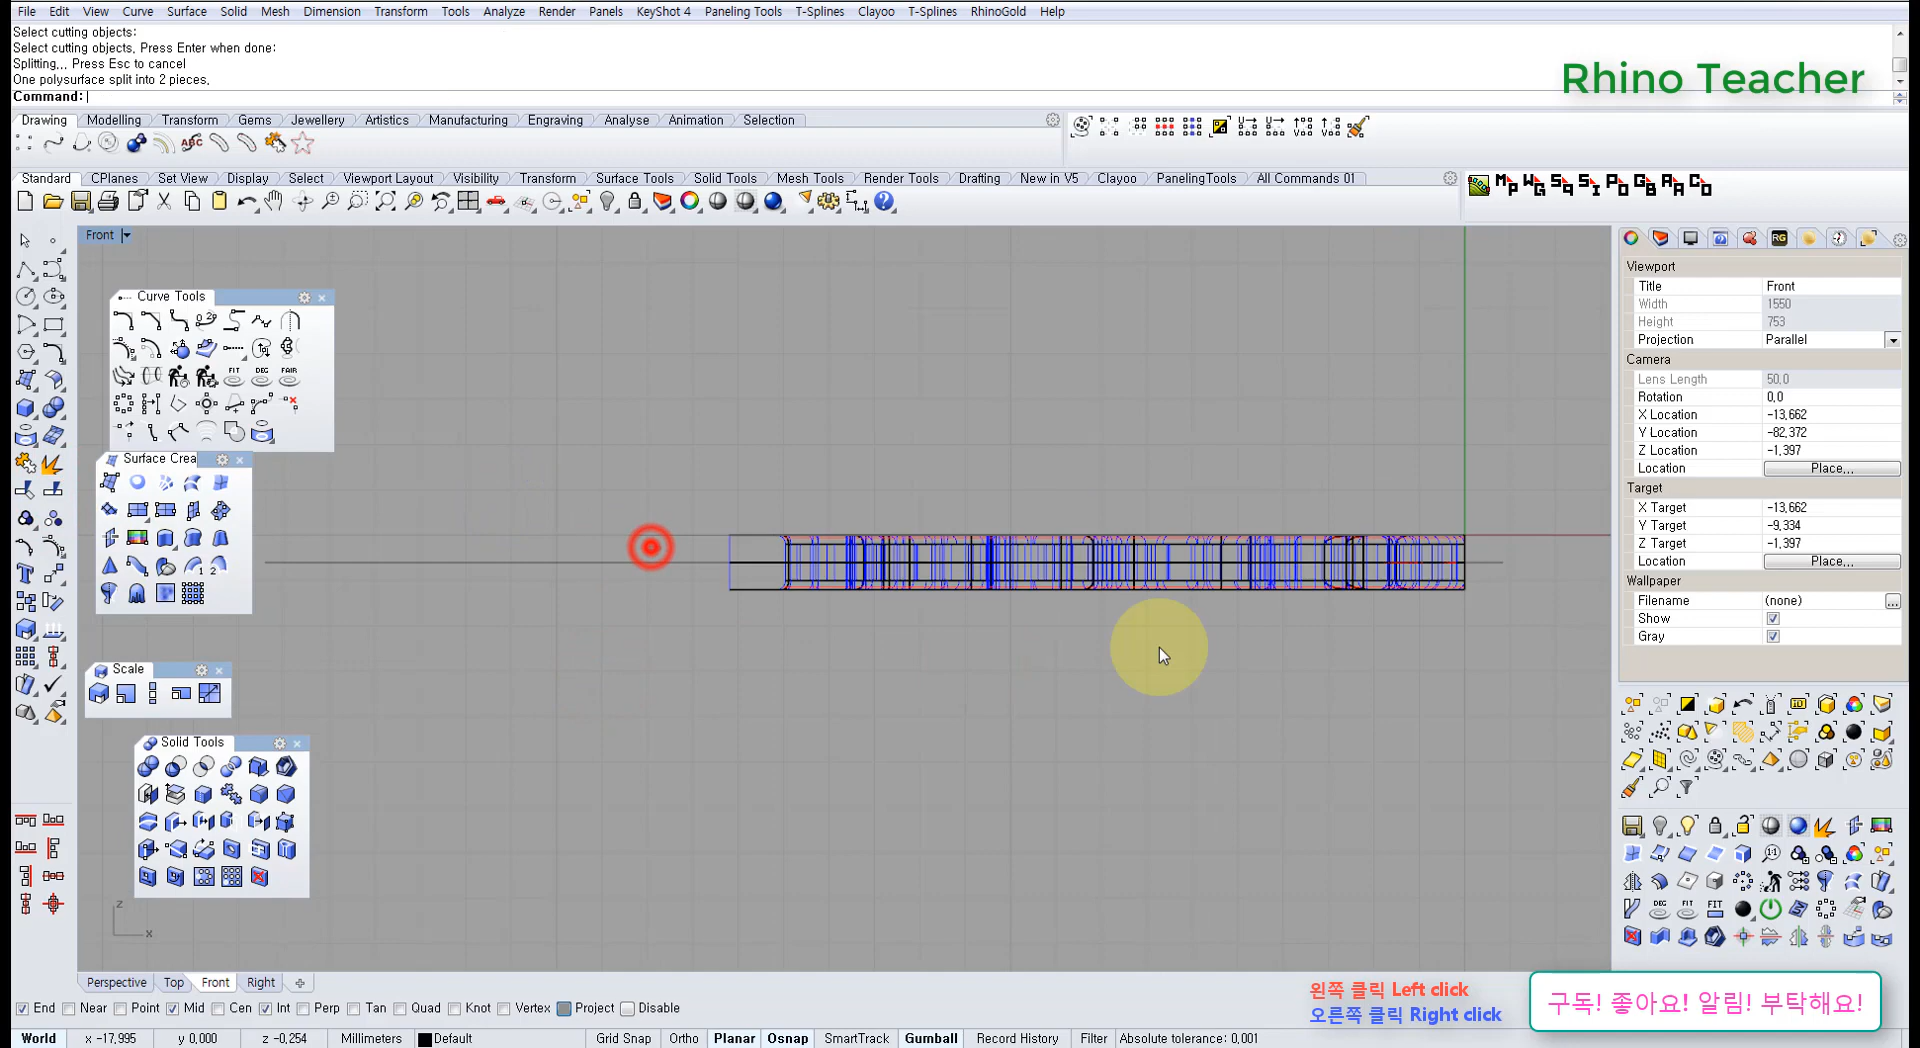 File Edit View Curve Surface Solid Mesh Dimension Transform Tools Analyze Render Panels KeyShot 4 Paneling Tools T-Splines Clayoo T-Splines RhinoGold Help
Select cutting objects:
Select cutting objects, Press Enter when done:
Splitting... Press Esc to cancel
One polysurface split into 2 pieces.
Command:
Rhino Teacher
Drawing Modelling Transform Gems Jewellery Artistics Manufacturing Engraving Analyse Animation Selection
Standard CPlanes Set View Display Select Viewport Layout Visibility Transform Surface Tools Solid Tools Mesh Tools Render Tools Drafting New in V5 Clayoo PanelingTools All Commands 01
Front
Curve Tools
FIT DEG FAIR
Surface Crea
Scale
Solid Tools
z
x
Viewport
Title Front
Width 1550
Height 753
Projection Parallel
Camera
Lens Length 50,0
Rotation 0,0
X Location -13,662
Y Location -82,372
Z Location -1,397
Location Place...
Target
X Target -13,662
Y Target -9,334
Z Target -1,397
Location Place...
Wallpaper
Filename (none) ...
Show
Gray
DEG FIT FIT
Perspective Top Front Right
End Near Point Mid Cen Int Perp Tan Quad Knot Vertex Project Disable
왼쪽 클릭 Left click
오른쪽 클릭 Right click
구독! 좋아요! 알림! 부탁해요!
World x -17,995 y 0,000 z -0,254 Millimeters Default Grid Snap Ortho Planar Osnap SmartTrack Gumball Record History Filter Absolute tolerance: 0,001